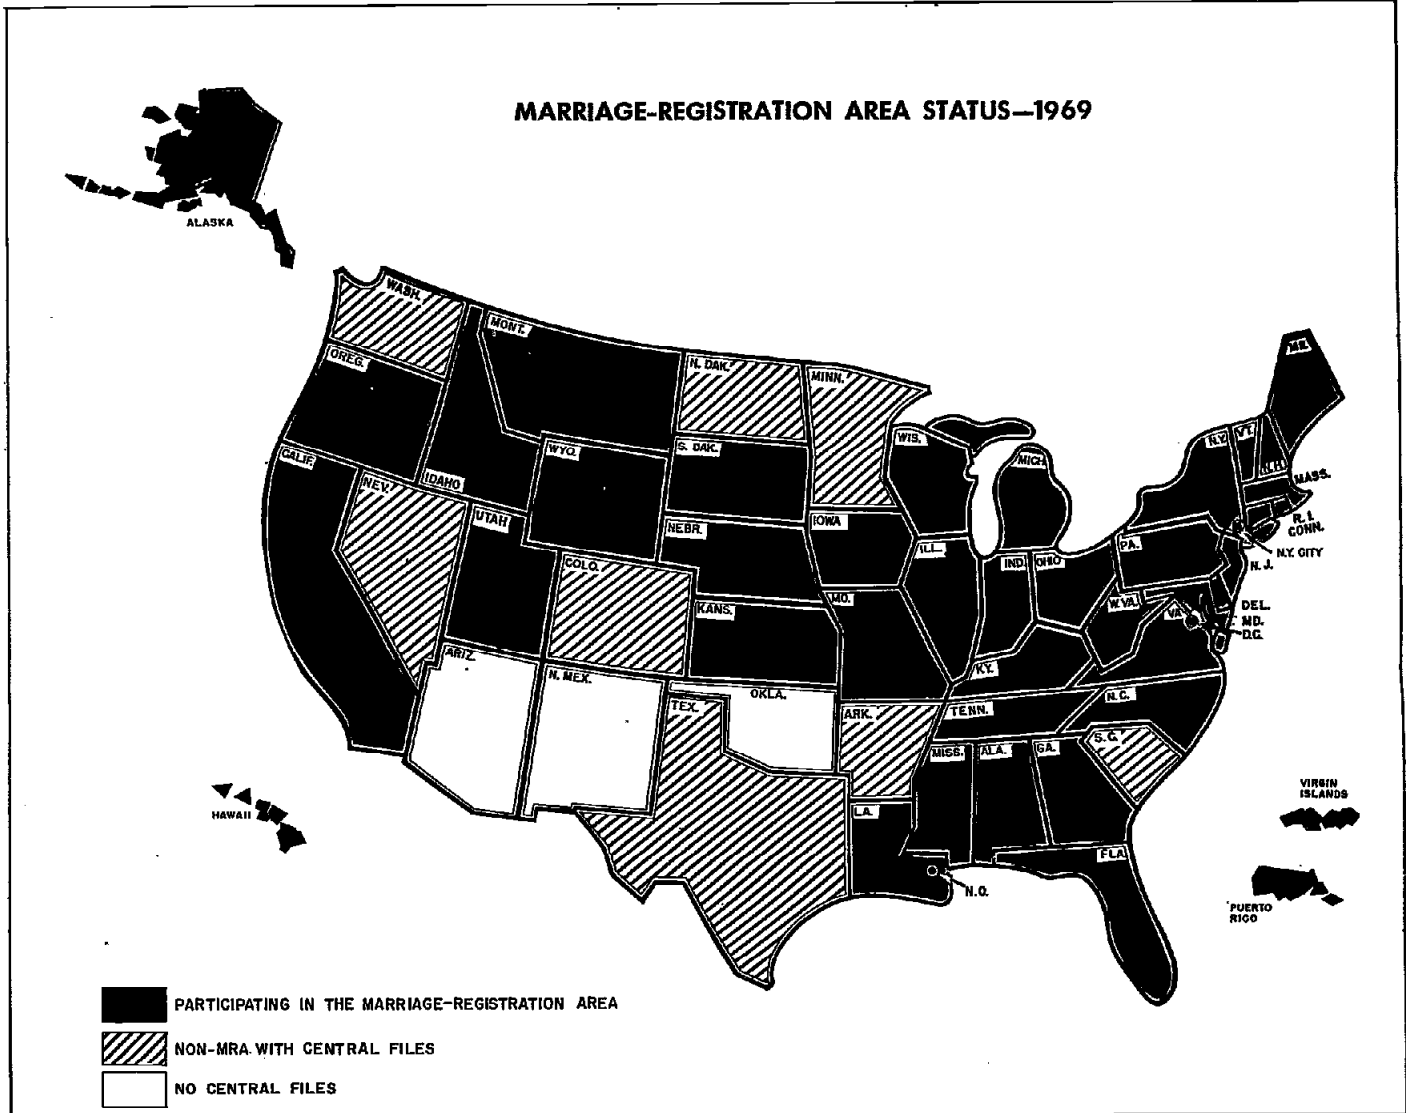 MARRIAGE-REGISTRATION AREA STATUS—1969
ALASKA
WASH.
MONT.
OREG.
N. DAK.
MINN.
ME.
N.Y.
VT.
WIS.
S. DAK.
WYO.
CALIF.
MICH.
N.H.
MASS.
IDAHO
NEV.
UTAH
NEBR.
IOWA
R. I.
CONN.
ILL.
PA.
N.Y. CITY
COLO.
IND.
OHIO
N. J.
KANS.
MO.
W.VA.
VA.
DEL.
MD.
D.C.
ARIZ.
N. MEX.
KY.
OKLA.
TEX.
ARK.
TENN.
N.C.
S.C.
MISS.
ALA.
GA.
HAWAII
LA.
VIRGIN
ISLANDS
FLA.
N.O.
PUERTO
RICO
PARTICIPATING IN THE MARRIAGE-REGISTRATION AREA
NON-MRA WITH CENTRAL FILES
NO CENTRAL FILES